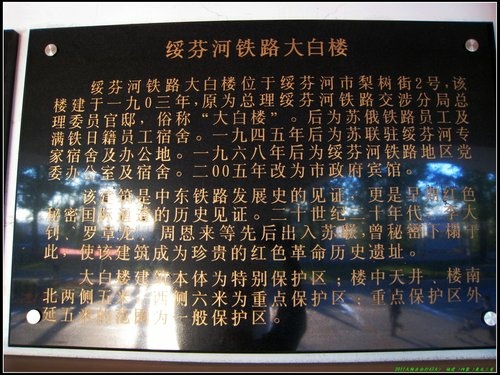 绥芬河铁路大白楼
绥芬河铁路大白楼位于绥芬河市梨树街2号,该
楼建于一九〇三年,原为总理绥芬河铁路交涉分局总
理委员官邸,俗称“大白楼”。后为苏俄铁路员工及
满铁日籍员工宿舍。一九四五年后为苏联驻绥芬河专
家宿舍及办公地。一九六八年后为绥芬河铁路地区党
委办公室及宿舍。二00五年改为市政府宾馆。
该建筑是中东铁路发展史的见证,更是早期红色
秘密国际通道的历史见证。二十世纪二十年代,李大
钊、罗章龙、周恩来等先后出入苏联曾秘密下榻于
此,使该建筑成为珍贵的红色革命历史遗址。
大白楼建筑本体为特别保护区;楼中天井、楼南
北两侧五米、西侧六米为重点保护区;重点保护区外
延五米的范围为一般保护区。